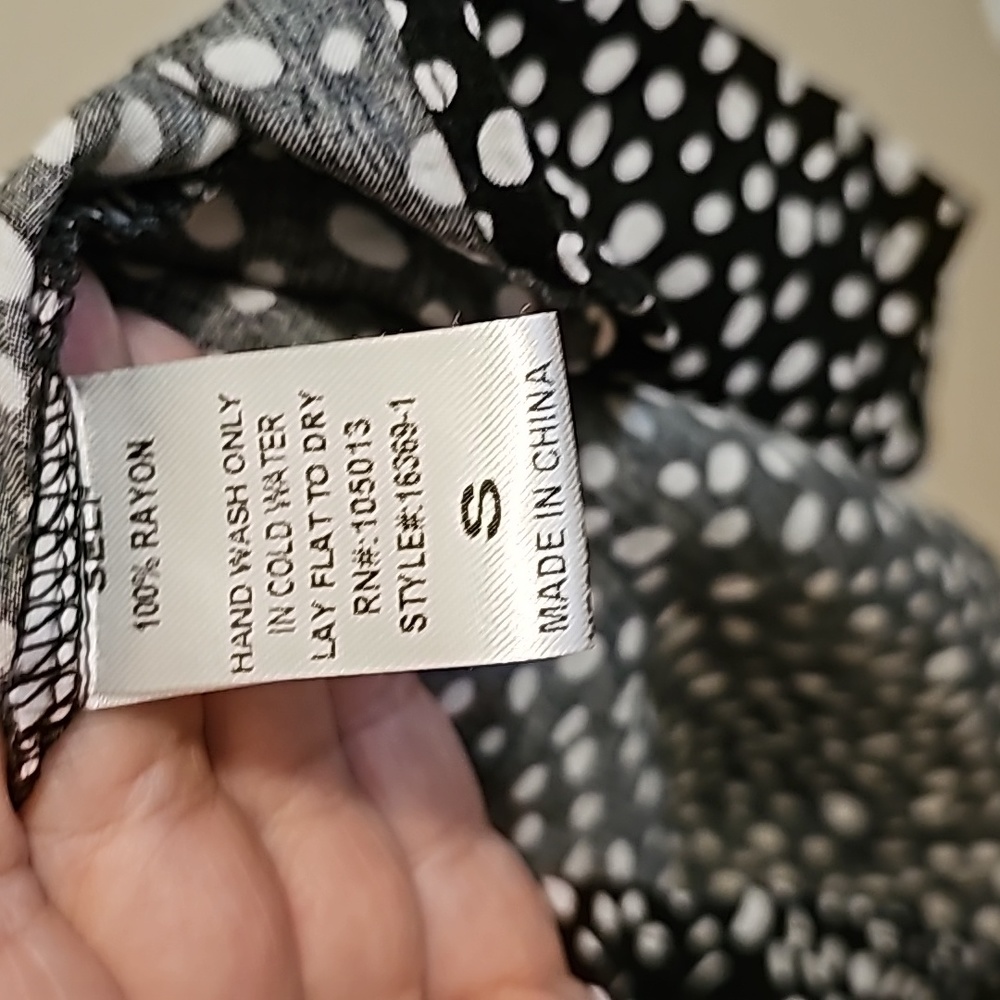 SELF
100% RAYON
HAND WASH ONLY
IN COLD WATER
LAY FLAT TO DRY
RN#:105013
STYLE#:16369-1
S
MADE IN CHINA